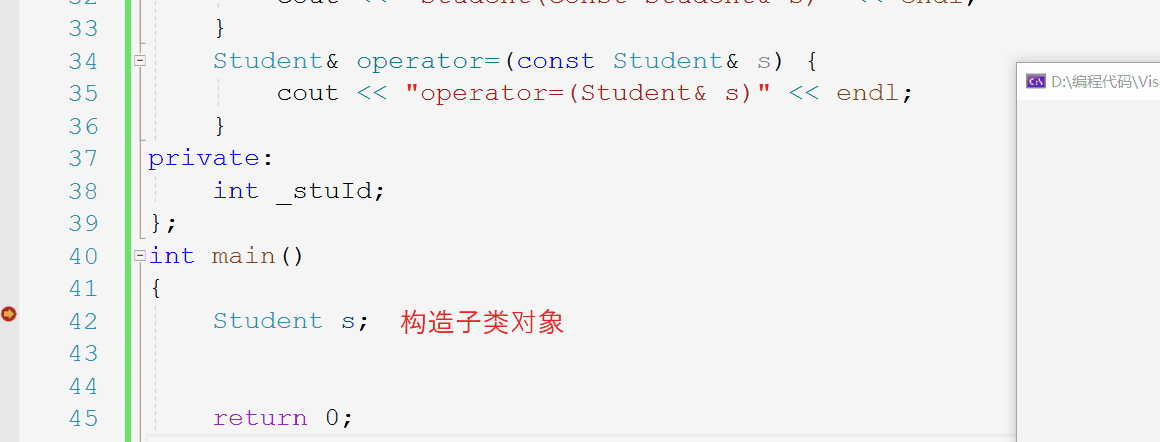 33 }
34 Student& operator=(const Student& s) {
35 cout << "operator=(Student& s)" << endl;
36 }
37 private:
38 int _stuId;
39 };
40 int main()
41 {
42 Student s; 构造子类对象
43
44
45 return 0;
D:\编程代码\Vis